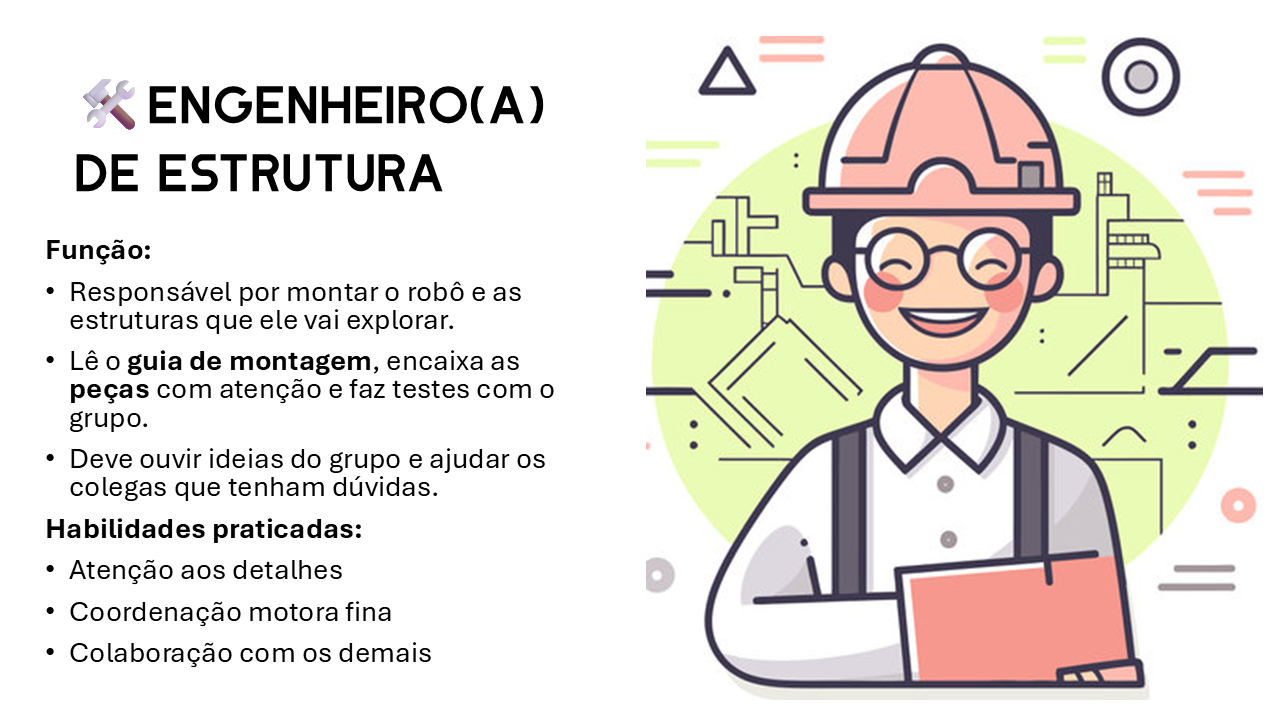 🛠️ ENGENHEIRO(A)
DE ESTRUTURA
Função:
• Responsável por montar o robô e as
estruturas que ele vai explorar.
• Lê o guia de montagem, encaixa as
peças com atenção e faz testes com o
grupo.
• Deve ouvir ideias do grupo e ajudar os
colegas que tenham dúvidas.
Habilidades praticadas:
• Atenção aos detalhes
• Coordenação motora fina
• Colaboração com os demais